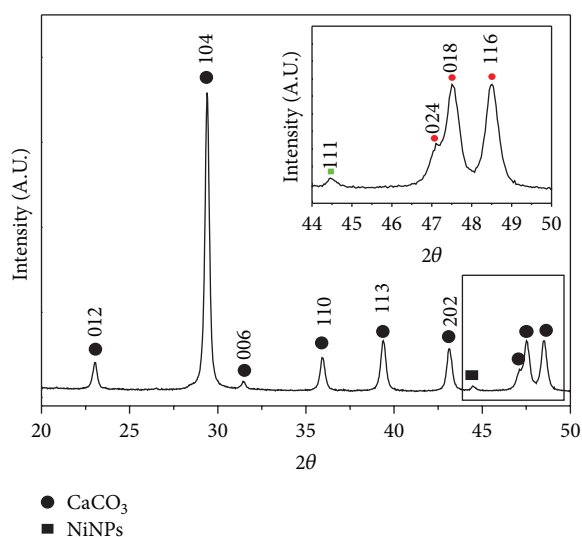 Intensity (A.U.)
104
012
006
110
113
202
20 25 30 35 40 45 50
2θ
Intensity (A.U.)
111
024
018
116
44 45 46 47 48 49 50
2θ
CaCO₃
NiNPs